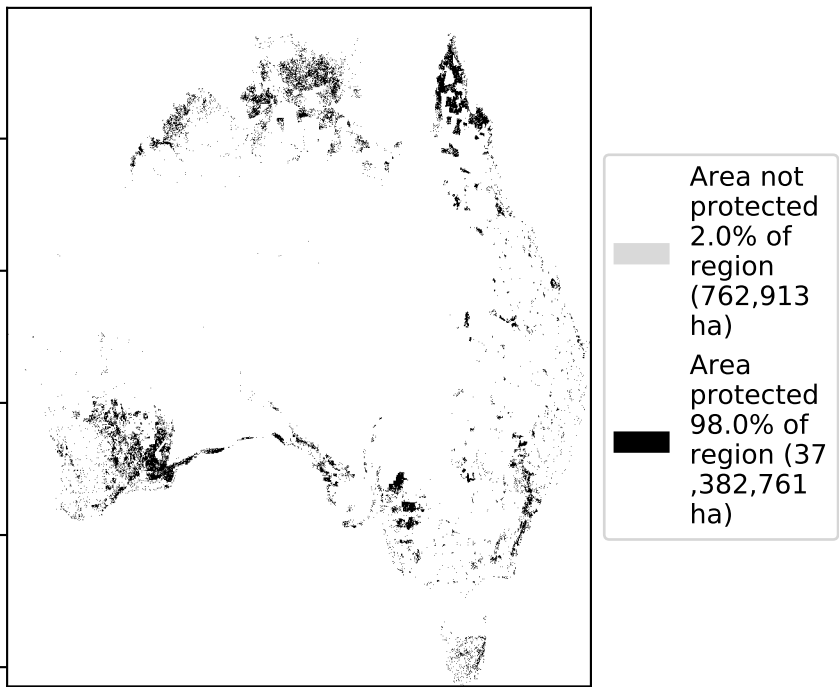 Area not
protected
2.0% of
region
(762,913
ha)
Area
protected
98.0% of
region (37
,382,761
ha)